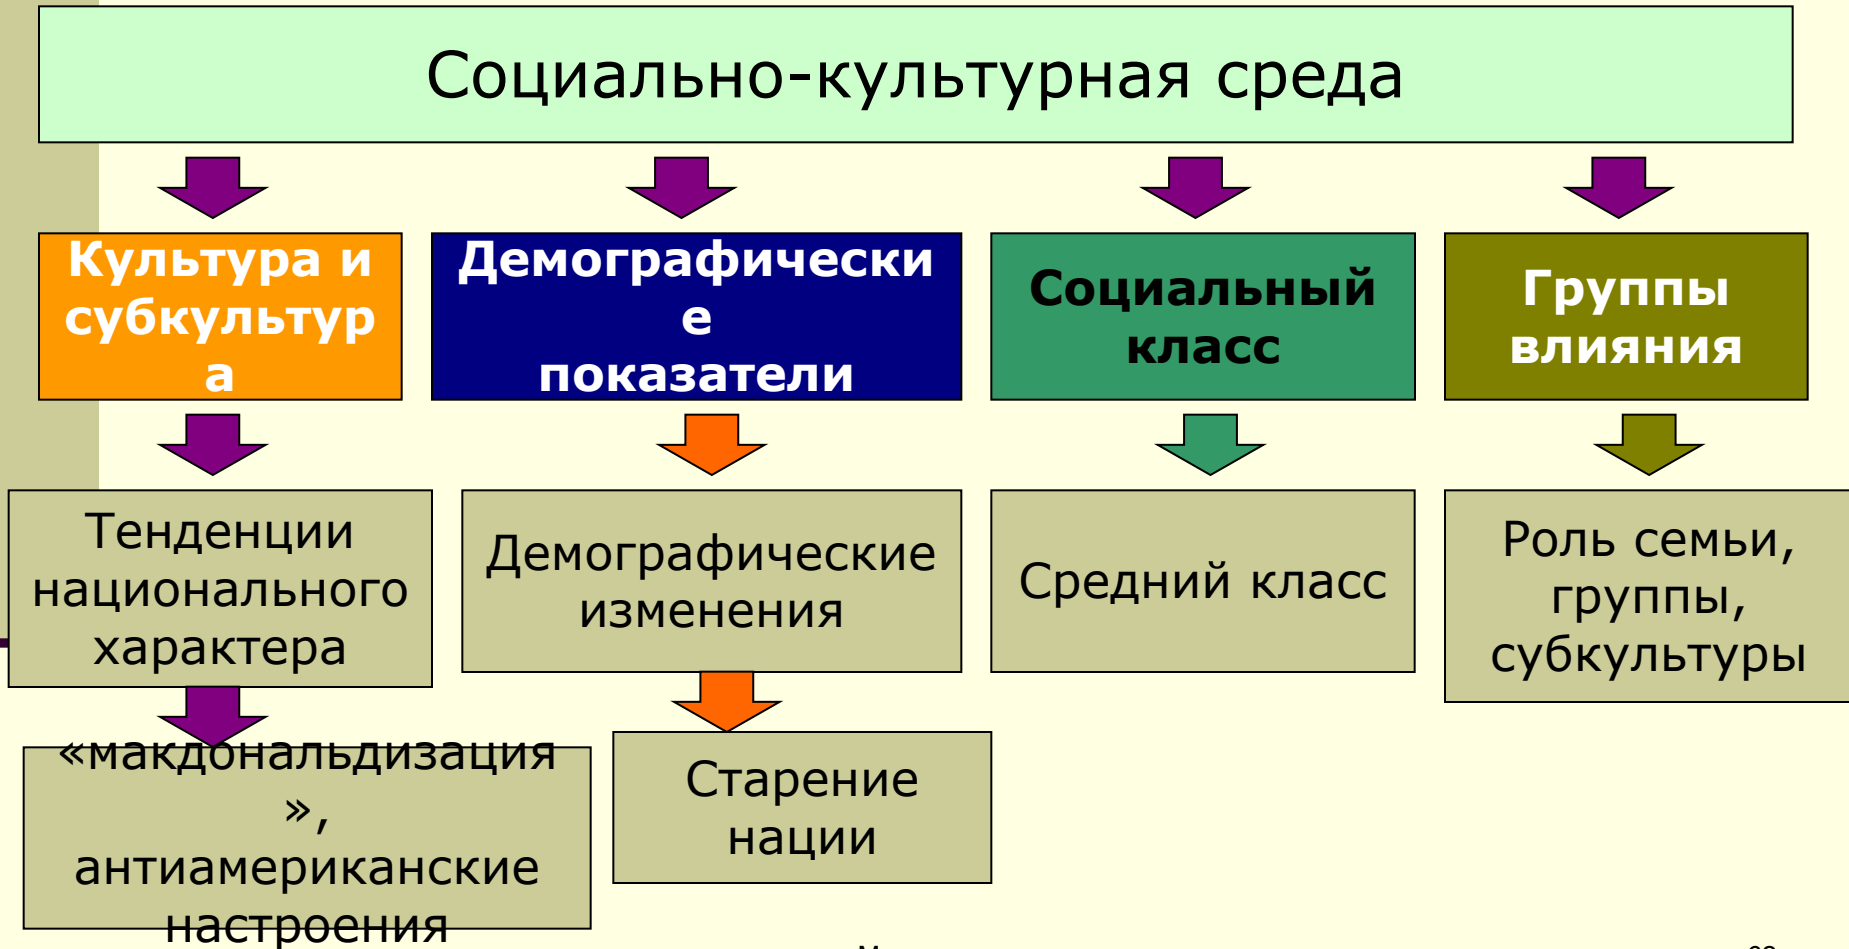 Социально-культурная среда
Культура и
субкультур
а
Демографически
е
показатели
Социальный
класс
Группы
влияния
Тенденции
национального
характера
Демографические
изменения
Средний класс
Роль семьи,
группы,
субкультуры
«макдональдизация
»,
антиамериканские
настроения
Старение
нации